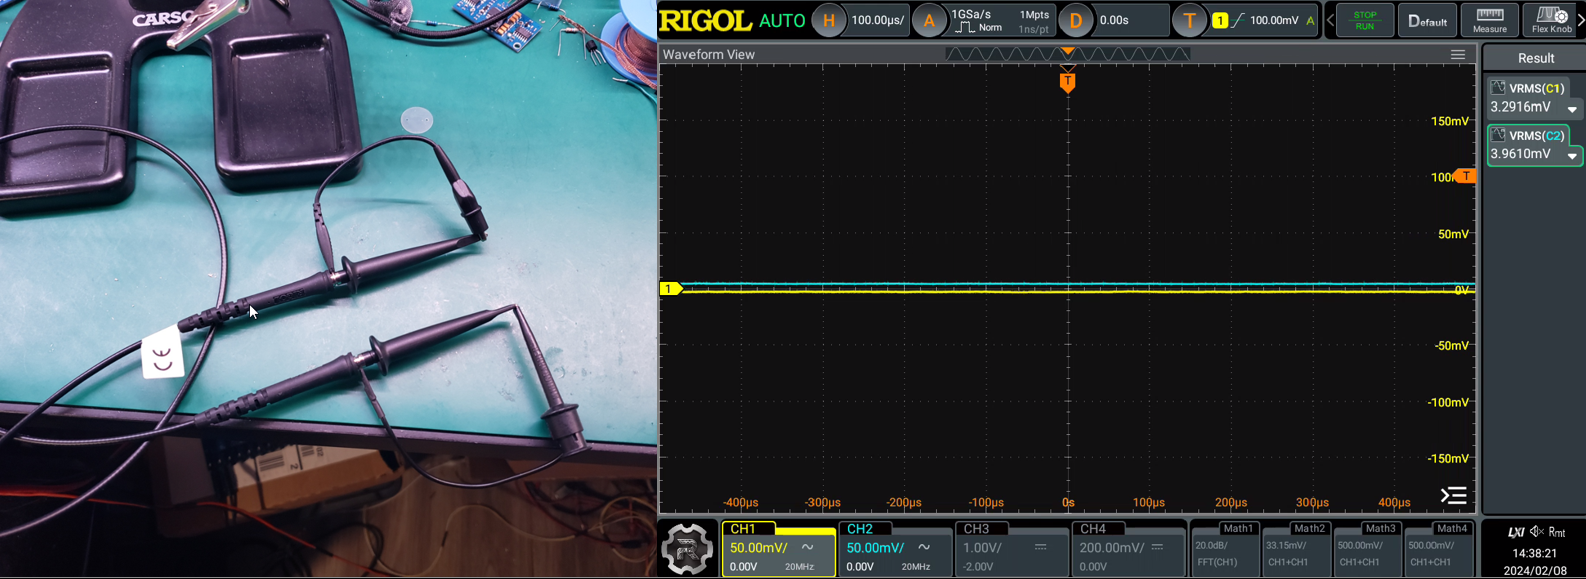 CARSO
CE
RIGOL AUTO H 100.00µs/ A 1GSa/s Norm 1Mpts 1ns/pt D 0.00s T 1 100.00mV A STOP RUN Default Measure Flex Knob
Waveform View
Result
T
VRMS(C1)
3.2916mV
VRMS(C2)
3.9610mV
150mV
100 T
50mV
1
0V
-50mV
-100mV
-150mV
-400µs -300µs -200µs -100µs 0s 100µs 200µs 300µs 400µs
CH1 CH2 CH3 CH4 Math1 Math2 Math3 Math4
50.00mV/ 50.00mV/ 1.00V/ 200.00mV/ 20.0dB/ 33.15mV/ 500.00mV/ 500.00mV/
0.00V 20MHz 0.00V 20MHz -2.00V 0.00V FFT(CH1) CH1+CH1 CH1+CH1 CH1+CH1
LXI Rmt
14:38:21
2024/02/08